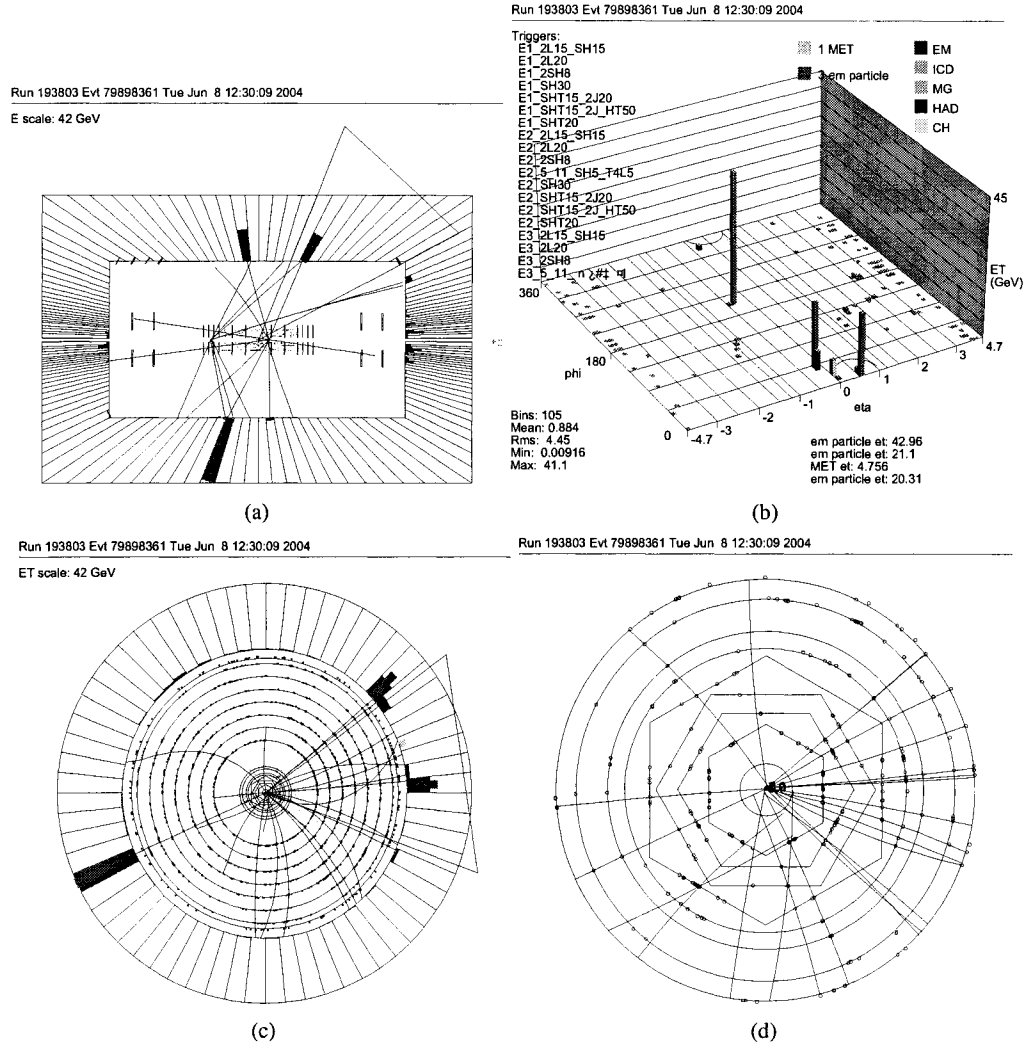 Run 193803 Evt 79898361 Tue Jun 8 12:30:09 2004
E scale: 42 GeV
(a)
Run 193803 Evt 79898361 Tue Jun 8 12:30:09 2004
Triggers:
E1_2L15_SH15
E1_2L20
E1_2SH8
E1_SH30
E1_SHT15_2J20
E1_SHT15_2J_HT50
E1_SHT20
E2_2L15_SH15
E2_2L20
E2_2SH8
E2_5_11_SH5_T4L5
E2_SH30
E2_SHT15_2J20
E2_SHT15_2J_HT50
E2_SHT20
E3_2L15_SH15
E3_2L20
E3_2SH8
E3_5_11_
1 MET
em particle
EM
ICD
MG
HAD
CH
45
ET
(GeV)
360
180
phi
0
-4.7
-3
-2
-1
0
1
2
3
4.7
eta
Bins: 105
Mean: 0.884
Rms: 4.45
Min: 0.00916
Max: 41.1
em particle et: 42.96
em particle et: 21.1
MET et: 4.756
em particle et: 20.31
(b)
Run 193803 Evt 79898361 Tue Jun 8 12:30:09 2004
ET scale: 42 GeV
(c)
Run 193803 Evt 79898361 Tue Jun 8 12:30:09 2004
(d)